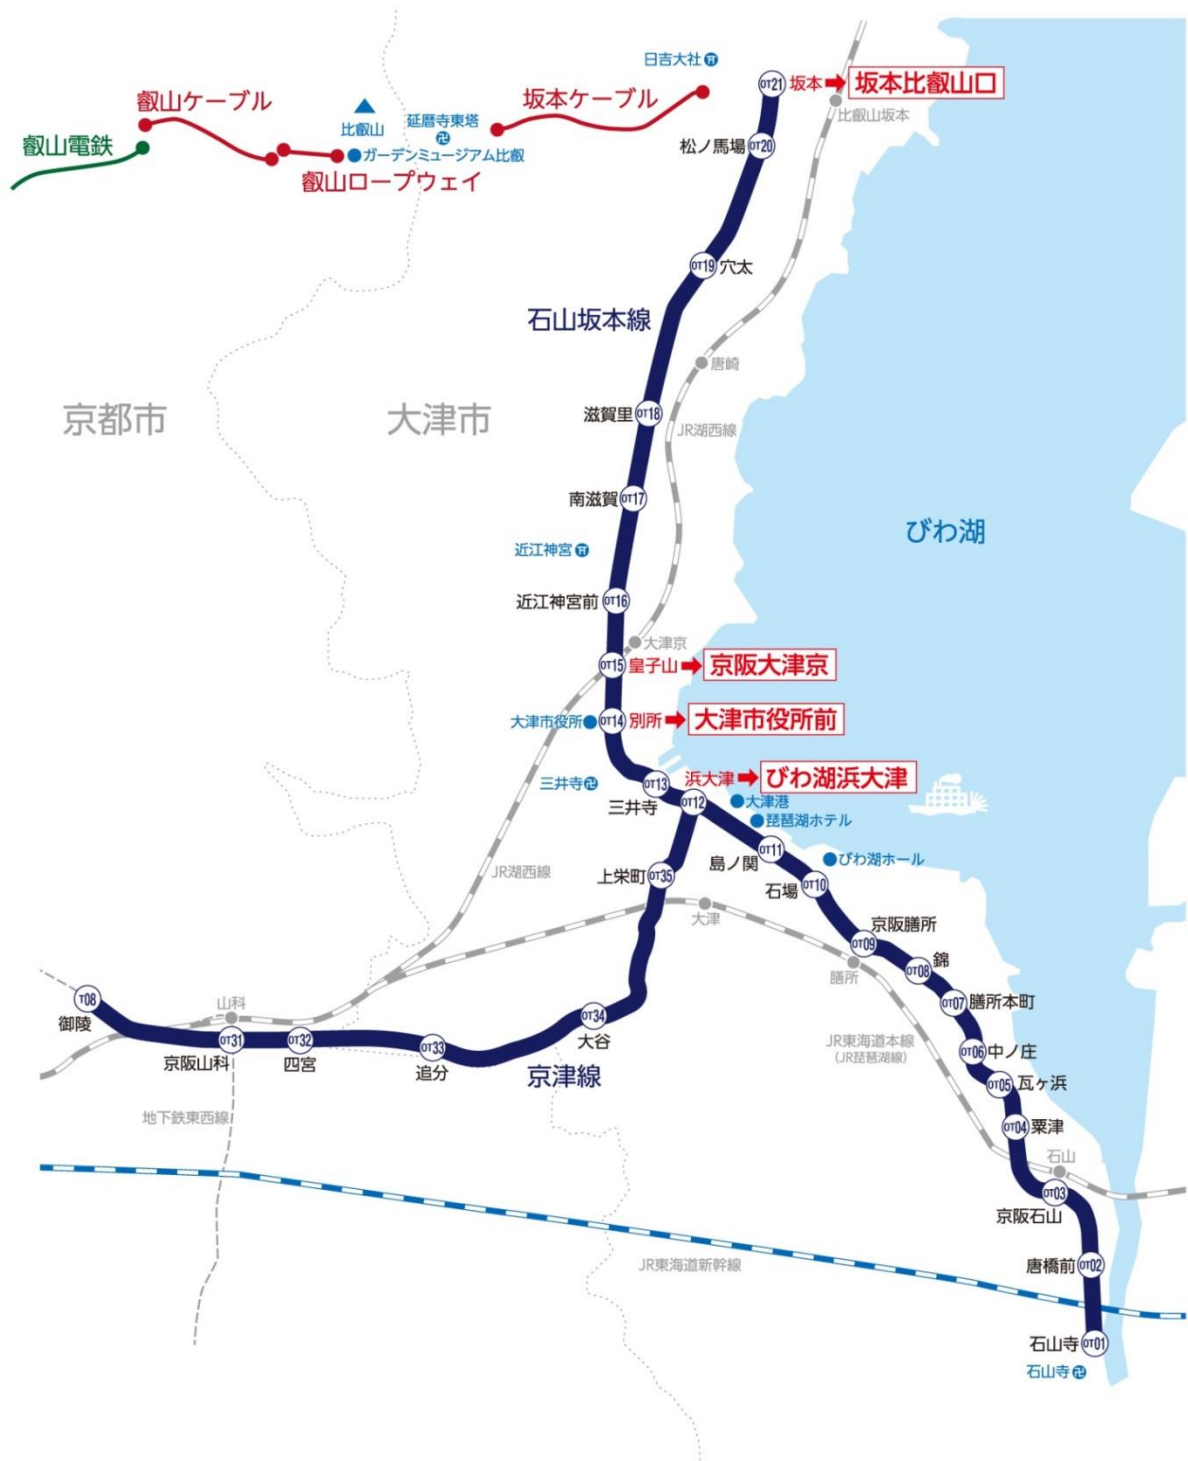 日吉大社
OT21
坂本
坂本比叡山口
比叡山坂本
叡山ケーブル
坂本ケーブル
比叡山
延暦寺東塔
叡山電鉄
ガーデンミュージアム比叡
叡山ロープウェイ
松ノ馬場
OT20
OT19
穴太
石山坂本線
唐崎
京都市
大津市
滋賀里
OT18
JR湖西線
南滋賀
OT17
びわ湖
近江神宮
近江神宮前
OT16
大津京
OT15
皇子山
京阪大津京
大津市役所
OT14
別所
大津市役所前
三井寺
OT13
三井寺
浜大津
びわ湖浜大津
OT12
大津港
琵琶湖ホテル
島ノ関
OT11
びわ湖ホール
JR湖西線
上栄町
OT35
石場
OT10
大津
京阪膳所
OT09
膳所
錦
OT08
T08
御陵
山科
OT07
膳所本町
OT31
京阪山科
OT32
四宮
OT33
追分
OT34
大谷
京津線
JR東海道本線
(JR琵琶湖線)
OT06
中ノ庄
OT05
瓦ヶ浜
地下鉄東西線
OT04
粟津
石山
OT03
京阪石山
JR東海道新幹線
唐橋前
OT02
石山寺
OT01
石山寺